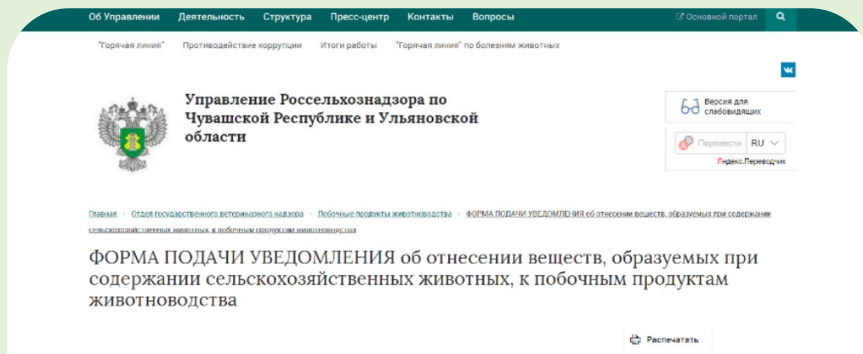 Об Управлении Деятельность Структура Пресс-центр Контакты Вопросы Основной портал
"Горячая линия" Противодействие коррупции Итоги работы "Горячая линия" по болезням животных
Управление Россельхознадзора по
Чувашской Республике и Ульяновской
области
Версия для
слабовидящих
Перевести RU
Яндекс.Переводчик
Главная Отдел государственного ветеринарного надзора Побочные продукты животноводства ФОРМА ПОДАЧИ УВЕДОМЛЕНИЯ об отнесении веществ, образуемых при содержании
сельскохозяйственных животных, к побочным продуктам животноводства
ФОРМА ПОДАЧИ УВЕДОМЛЕНИЯ об отнесении веществ, образуемых при
содержании сельскохозяйственных животных, к побочным продуктам
животноводства
Распечатать